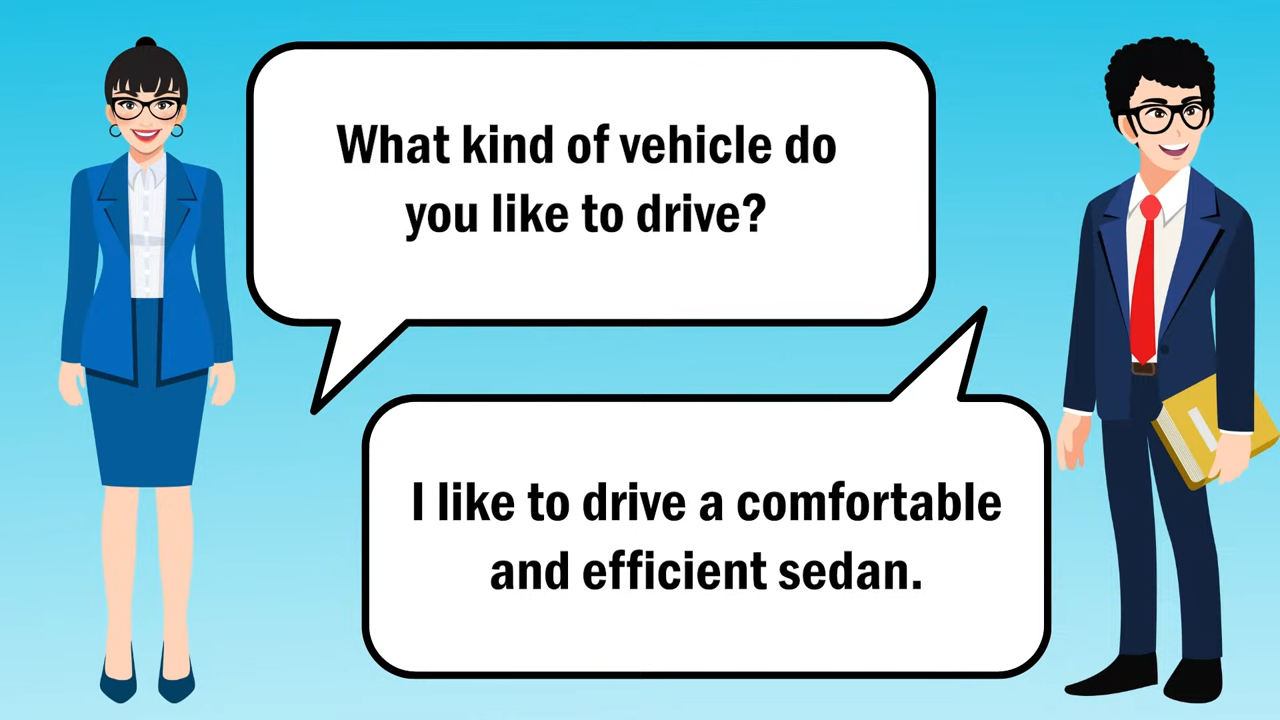 What kind of vehicle do
you like to drive?
I like to drive a comfortable
and efficient sedan.